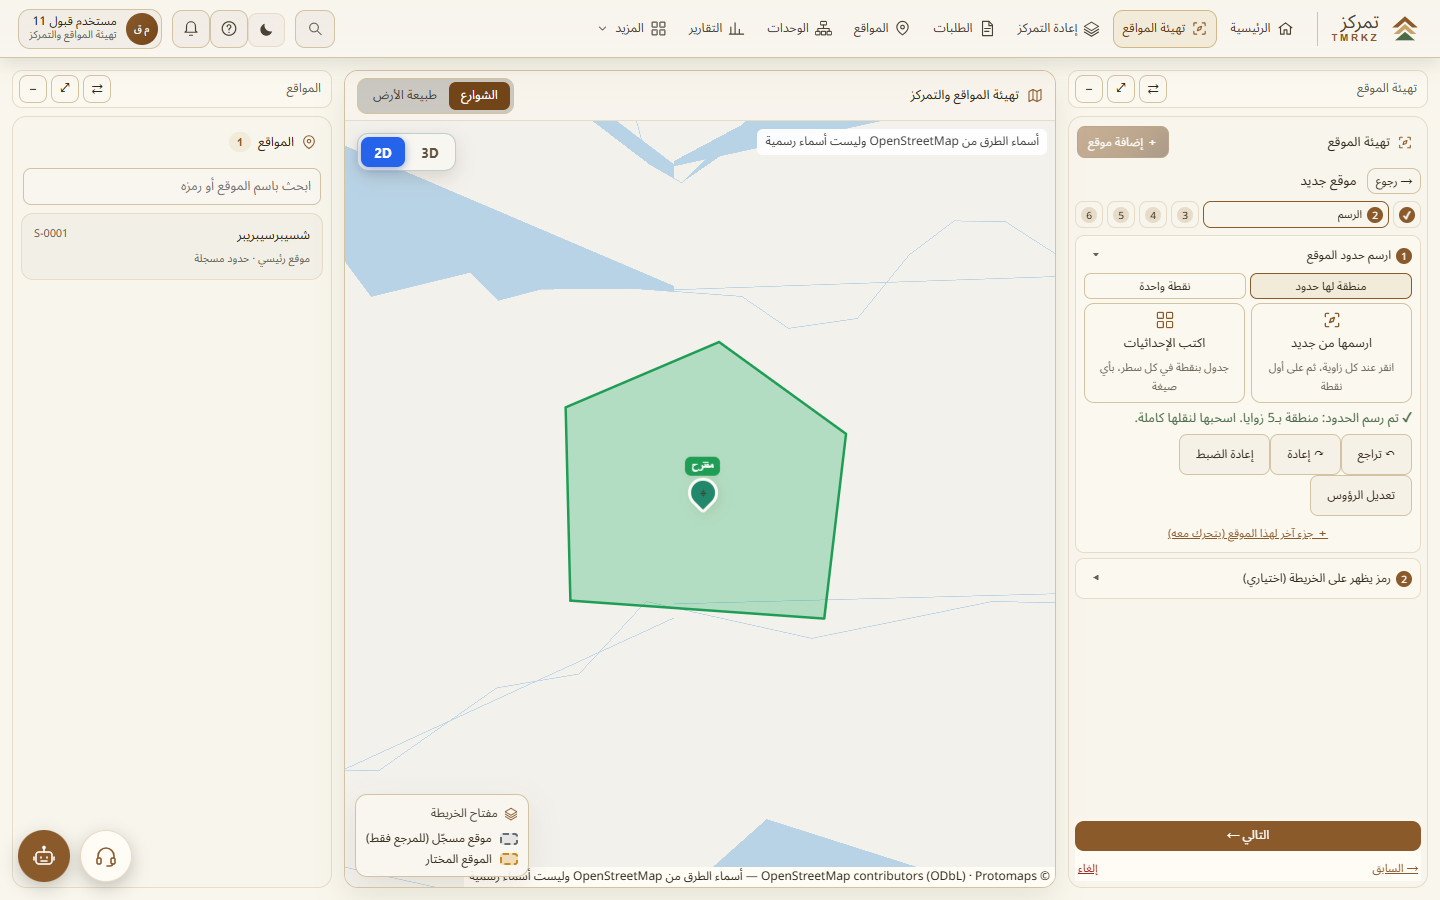 تمركز
TMRKZ
الرئيسية
تهيئة المواقع
إعادة التمركز
الطلبات
المواقع
الوحدات
التقارير
المزيد
مستخدم قبول 11
تهيئة المواقع والتمركز
م ق
تهيئة الموقع
تهيئة الموقع
+ إضافة موقع
→ رجوع
موقع جديد
✓
2 الرسم
3
4
5
6
1 ارسم حدود الموقع
منطقة لها حدود
نقطة واحدة
ارسمها من جديد
انقر عند كل زاوية، ثم على أول
نقطة
اكتب الإحداثيات
جدول بنقطة في كل سطر، بأي
صيغة
✓ تم رسم الحدود: منطقة بـ5 زوايا. اسحبها لنقلها كاملة.
↶ تراجع
↷ إعادة
إعادة الضبط
تعديل الرؤوس
+ جزء آخر لهذا الموقع (يتحرك معه)
2 رمز يظهر على الخريطة (اختياري)
التالي ←
→ السابق
إلغاء
تهيئة المواقع والتمركز
الشوارع
طبيعة الأرض
أسماء الطرق من OpenStreetMap وليست أسماء رسمية
2D
3D
مقترح
مفتاح الخريطة
موقع مسجّل (للمرجع فقط)
الموقع المختار
© OpenStreetMap contributors (ODbL) · Protomaps — أسماء الطرق من OpenStreetMap وليست أسماء رسمية
المواقع
المواقع
1
ابحث باسم الموقع أو رمزه
شسيبرسيبريبر
S-0001
موقع رئيسي · حدود مسجلة